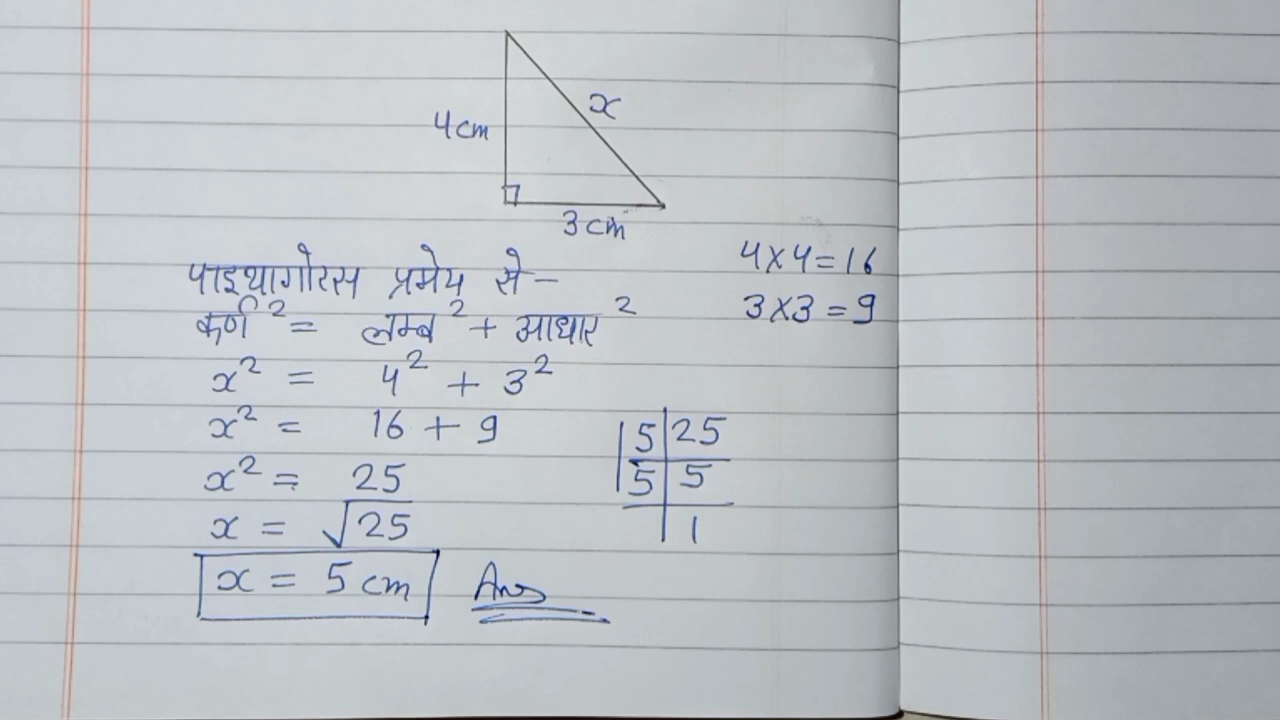 x
4cm
3cm
पाइथागोरस प्रमेय से –
4×4=16
3×3=9
कर्ण² = लम्ब² + आधार²
x² = 4² + 3²
x² = 16 + 9
5 25
x² = 25
5 5
x = √25
1
x = 5 cm Ans